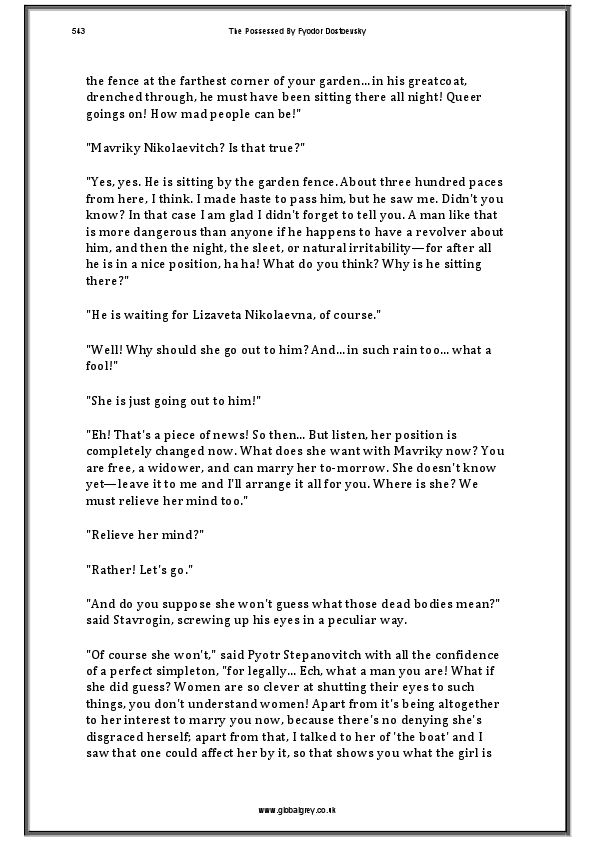 543
The Possessed By Fyodor Dostoevsky
the fence at the farthest corner of your garden... in his greatcoat,
drenched through, he must have been sitting there all night! Queer
goings on! How mad people can be!"
"Mavriky Nikolaevitch? Is that true?"
"Yes, yes. He is sitting by the garden fence. About three hundred paces
from here, I think. I made haste to pass him, but he saw me. Didn't you
know? In that case I am glad I didn't forget to tell you. A man like that
is more dangerous than anyone if he happens to have a revolver about
him, and then the night, the sleet, or natural irritability—for after all
he is in a nice position, ha ha! What do you think? Why is he sitting
there?"
"He is waiting for Lizaveta Nikolaevna, of course."
"Well! Why should she go out to him? And... in such rain too... what a
fool!"
"She is just going out to him!"
"Eh! That's a piece of news! So then... But listen, her position is
completely changed now. What does she want with Mavriky now? You
are free, a widower, and can marry her to-morrow. She doesn't know
yet—leave it to me and I'll arrange it all for you. Where is she? We
must relieve her mind too."
"Relieve her mind?"
"Rather! Let's go."
"And do you suppose she won't guess what those dead bodies mean?"
said Stavrogin, screwing up his eyes in a peculiar way.
"Of course she won't," said Pyotr Stepanovitch with all the confidence
of a perfect simpleton, "for legally... Ech, what a man you are! What if
she did guess? Women are so clever at shutting their eyes to such
things, you don't understand women! Apart from it's being altogether
to her interest to marry you now, because there's no denying she's
disgraced herself; apart from that, I talked to her of 'the boat' and I
saw that one could affect her by it, so that shows you what the girl is
www.globalgrey.co.uk